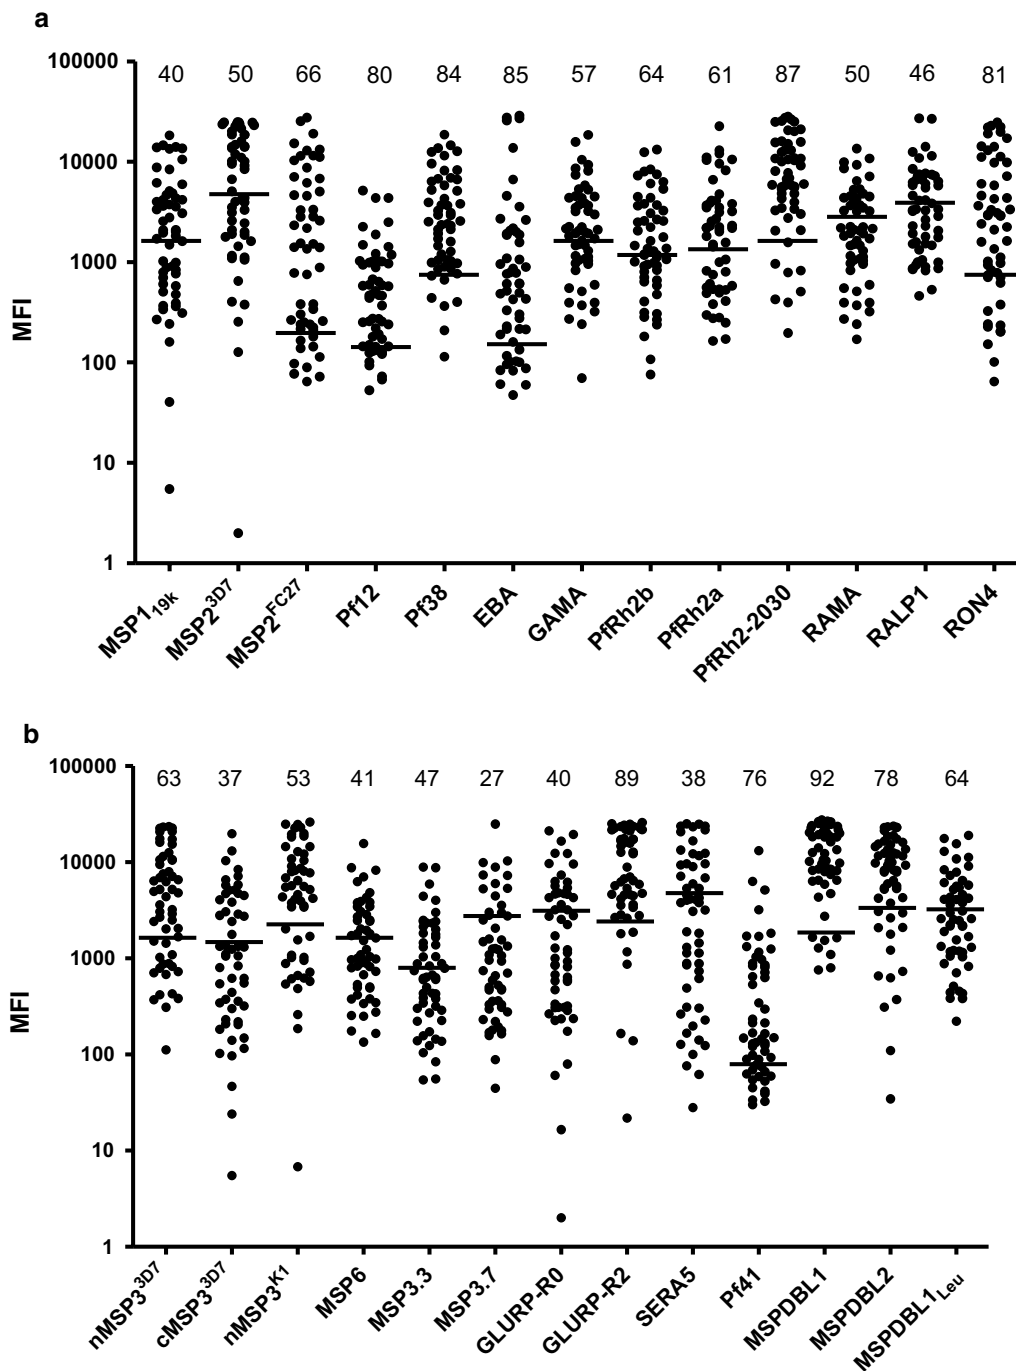 a
100000
10000
1000
100
10
1
MFI
40 50 66 80 84 85 57 64 61 87 50 46 81
MSP1₁₉ₖ MSP2³ᴰ⁷ MSP2ᶠᶜ²⁷ Pf12 Pf38 EBA GAMA PfRh2b PfRh2a PfRh2-2030 RAMA RALP1 RON4
b
100000
10000
1000
100
10
1
MFI
63 37 53 41 47 27 40 89 38 76 92 78 64
nMSP3³ᴰ⁷ cMSP3³ᴰ⁷ nMSP3ᴷ¹ MSP6 MSP3.3 MSP3.7 GLURP-R0 GLURP-R2 SERA5 Pf41 MSPDBL1 MSPDBL2 MSPDBL1Leu